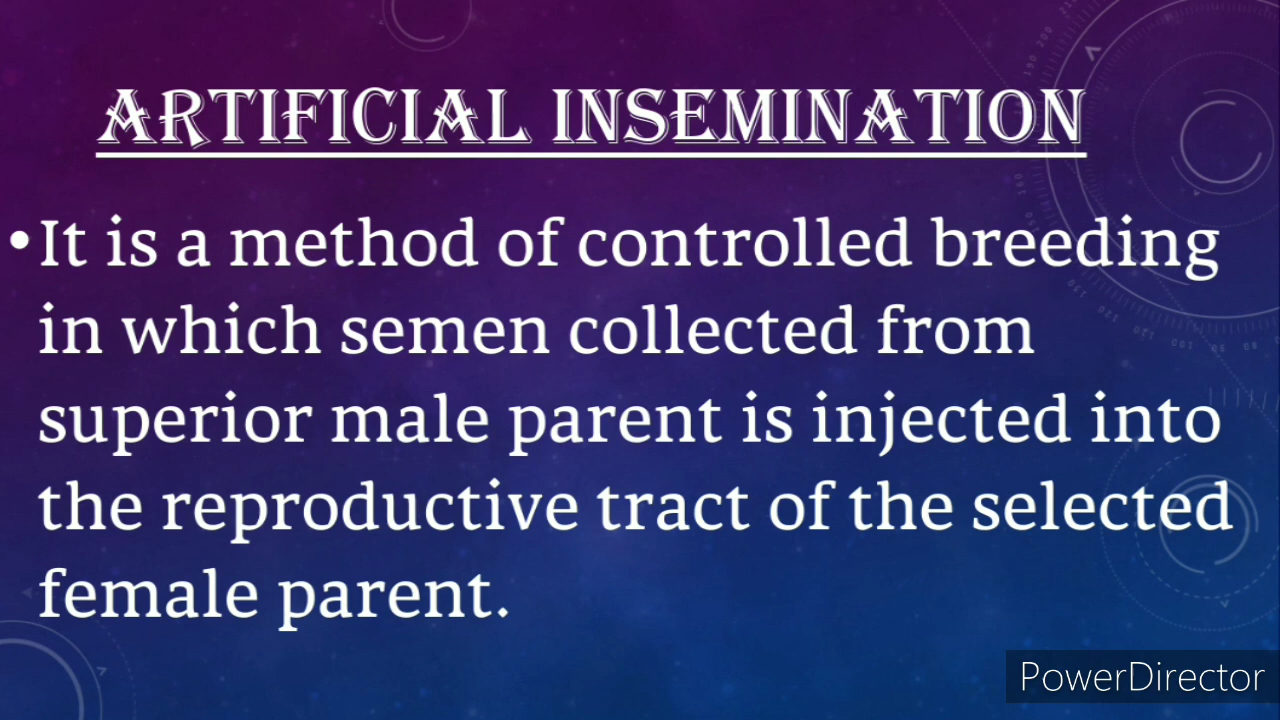 ARTIFICIAL INSEMINATION
•It is a method of controlled breeding
in which semen collected from
superior male parent is injected into
the reproductive tract of the selected
female parent.
PowerDirector